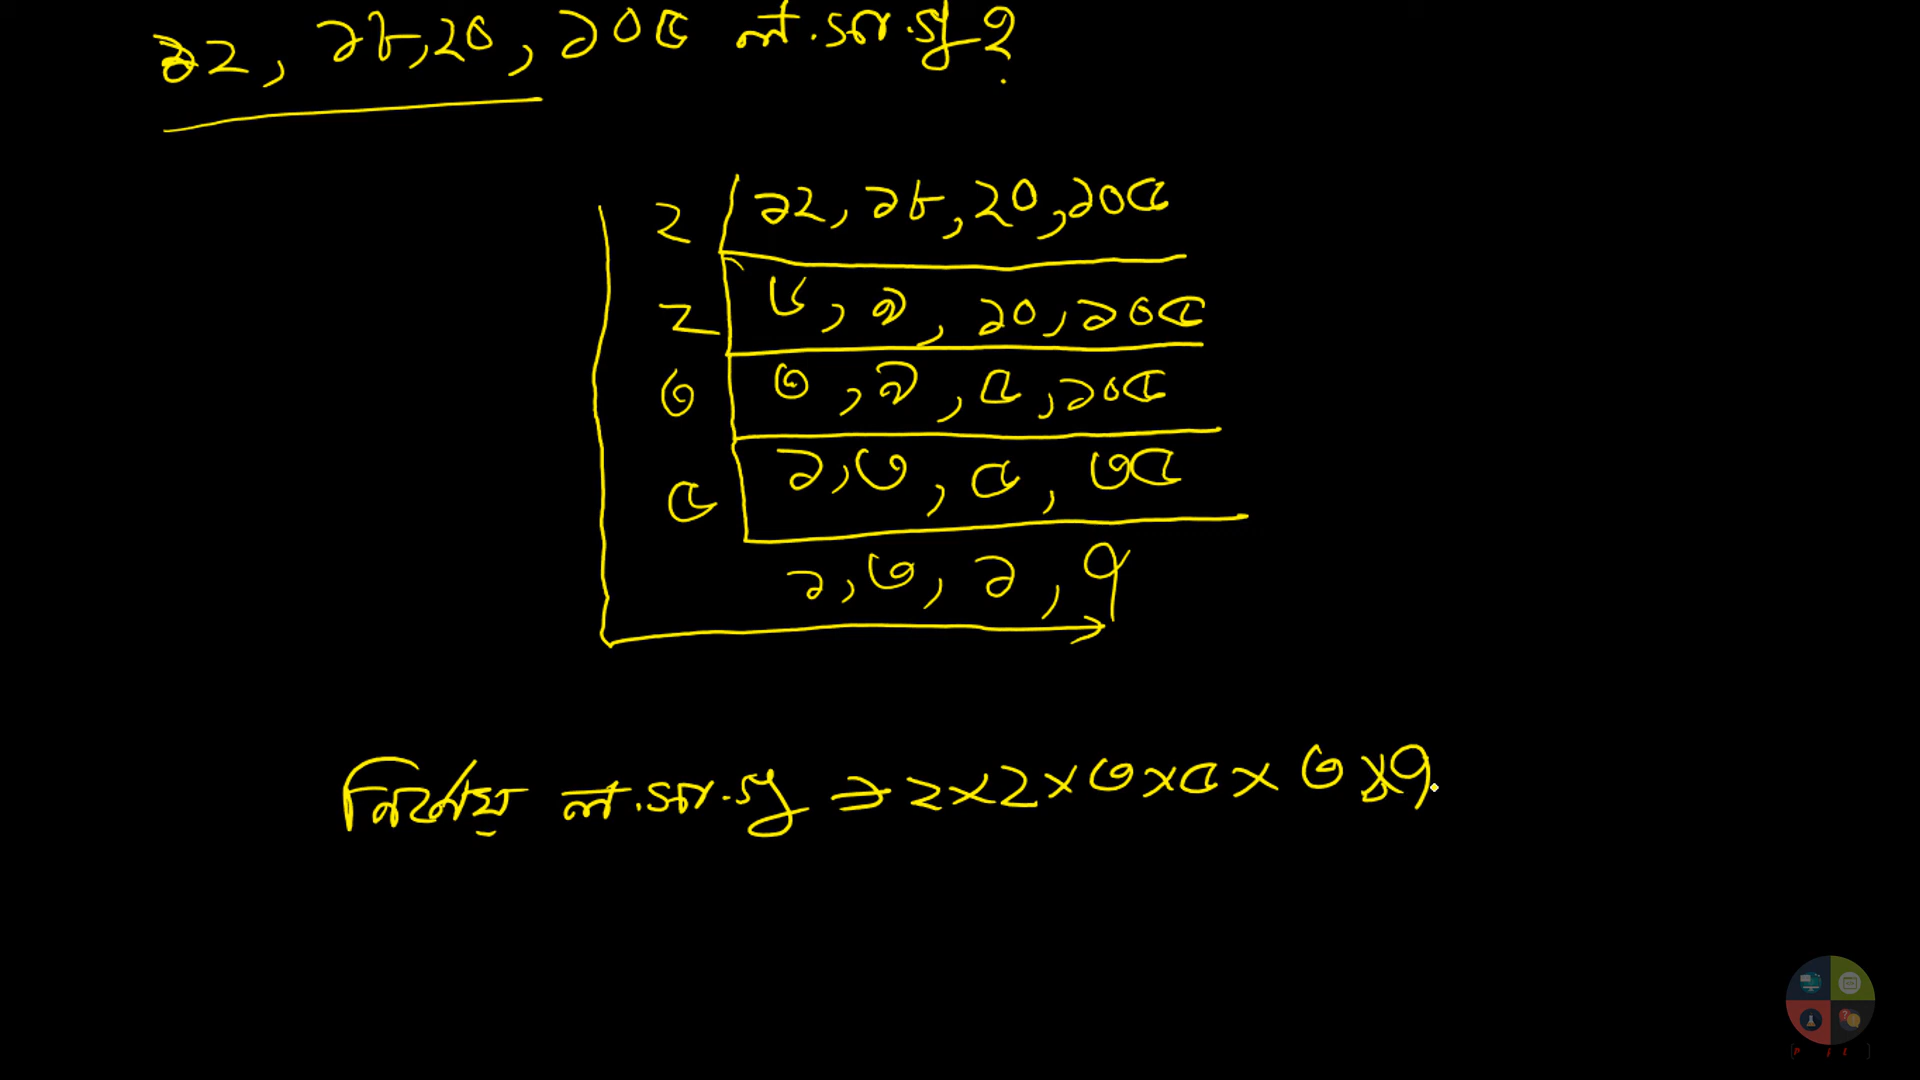 ১২, ১৮,২০, ১০৫ ল.সা.গু ?
২ ১২, ১৮, ২০, ১০৫
২ ৬, ৯, ১০, ১০৫
৩ ৩, ৯, ৫, ১০৫
৫ ১, ৩, ৫, ৩৫
১, ৩, ১, ৭
নির্ণেয় ল.সা.গু ⇒ ২×২×৩×৫×৩×৭